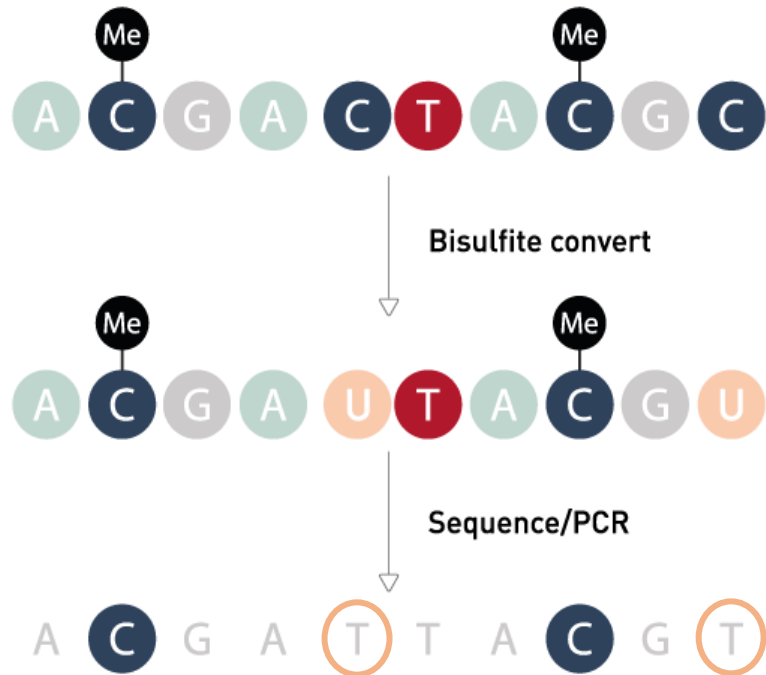 Me Me
A C G A C T A C G C
Bisulfite convert
Me Me
A C G A U T A C G U
Sequence/PCR
A C G A T T A C G T